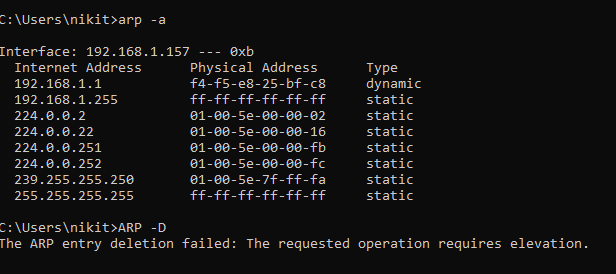 C:\Users\nikit>arp -a
Interface: 192.168.1.157 --- 0xb
Internet Address Physical Address Type
192.168.1.1 f4-f5-e8-25-bf-c8 dynamic
192.168.1.255 ff-ff-ff-ff-ff-ff static
224.0.0.2 01-00-5e-00-00-02 static
224.0.0.22 01-00-5e-00-00-16 static
224.0.0.251 01-00-5e-00-00-fb static
224.0.0.252 01-00-5e-00-00-fc static
239.255.255.250 01-00-5e-7f-ff-fa static
255.255.255.255 ff-ff-ff-ff-ff-ff static
C:\Users\nikit>ARP -D
The ARP entry deletion failed: The requested operation requires elevation.